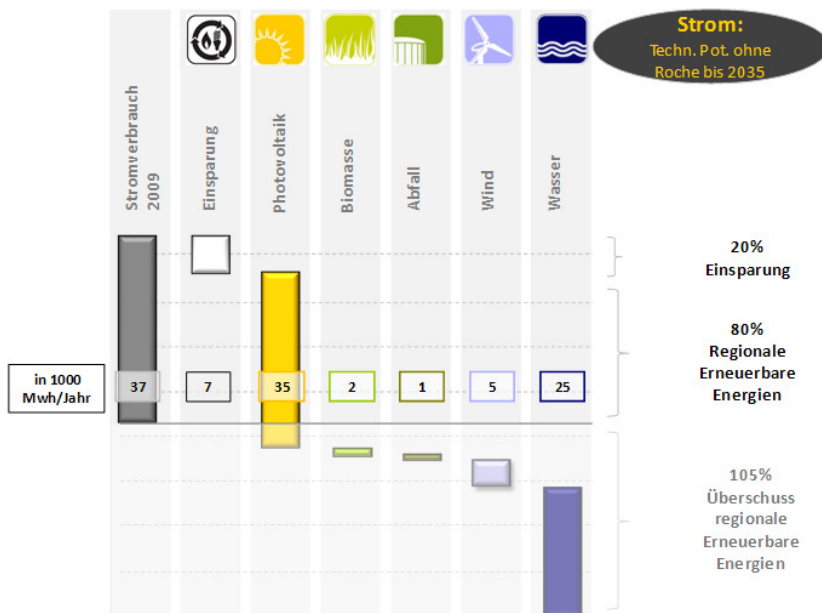 Strom:
Techn. Pot. ohne
Roche bis 2035
Stromverbrauch
2009
Einsparung
Photovoltaik
Biomasse
Abfall
Wind
Wasser
20%
Einsparung
80%
Regionale
Erneuerbare
Energien
in 1000
Mwh/Jahr
37
7
35
2
1
5
25
105%
Überschuss
regionale
Erneuerbare
Energien